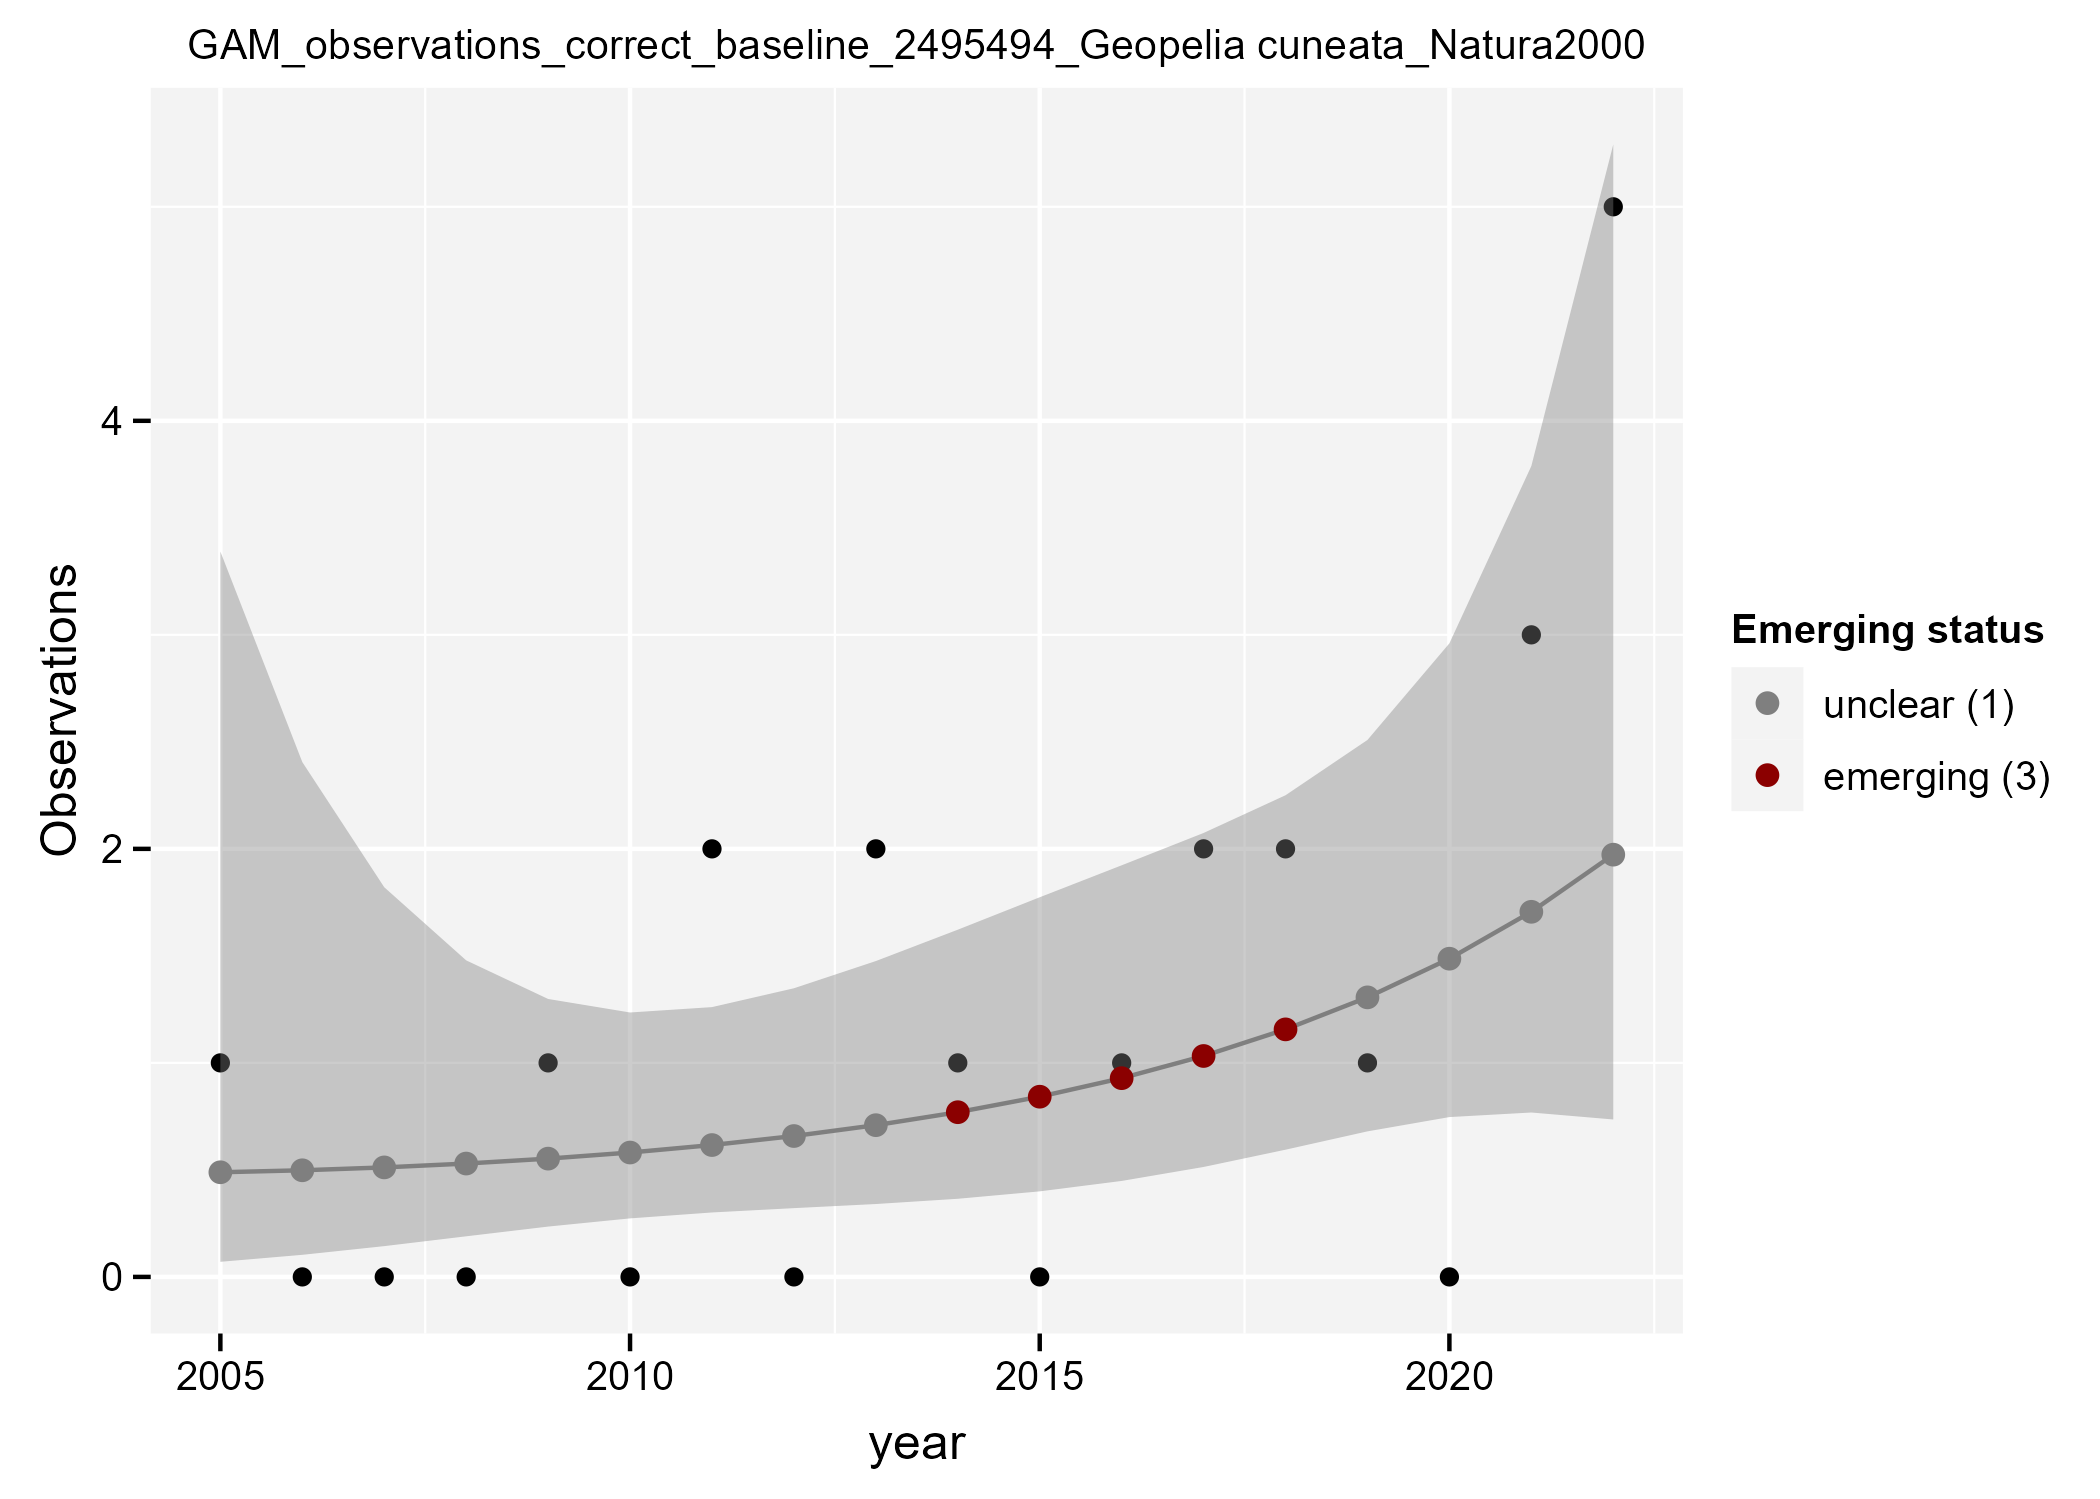 GAM_observations_correct_baseline_2495494_Geopelia cuneata_Natura2000
Observations
4
2
0
2005
2010
2015
2020
year
Emerging status
unclear (1)
emerging (3)